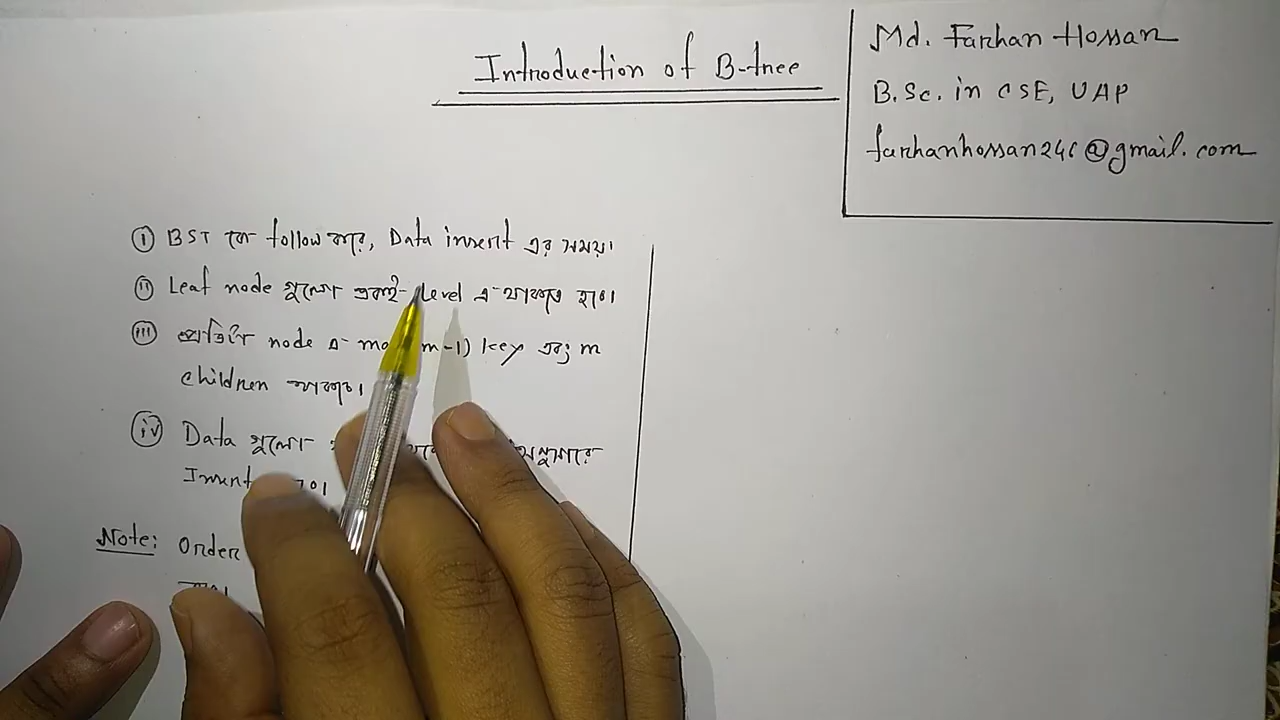 Introduction of B-tree
Md. Farhan Hossan
B.Sc. in CSE, UAP
farhanhossan246@gmail.com
i BST কে follow করে, Data insert এর সময়।
ii Leaf node গুলো একই level এ থাকতে হবে।
iii প্রতিটি node এ m-1) key এবং m
children থাকবে।
iv Data গুলো অনুসারে
Insert হবে।
Note: Order